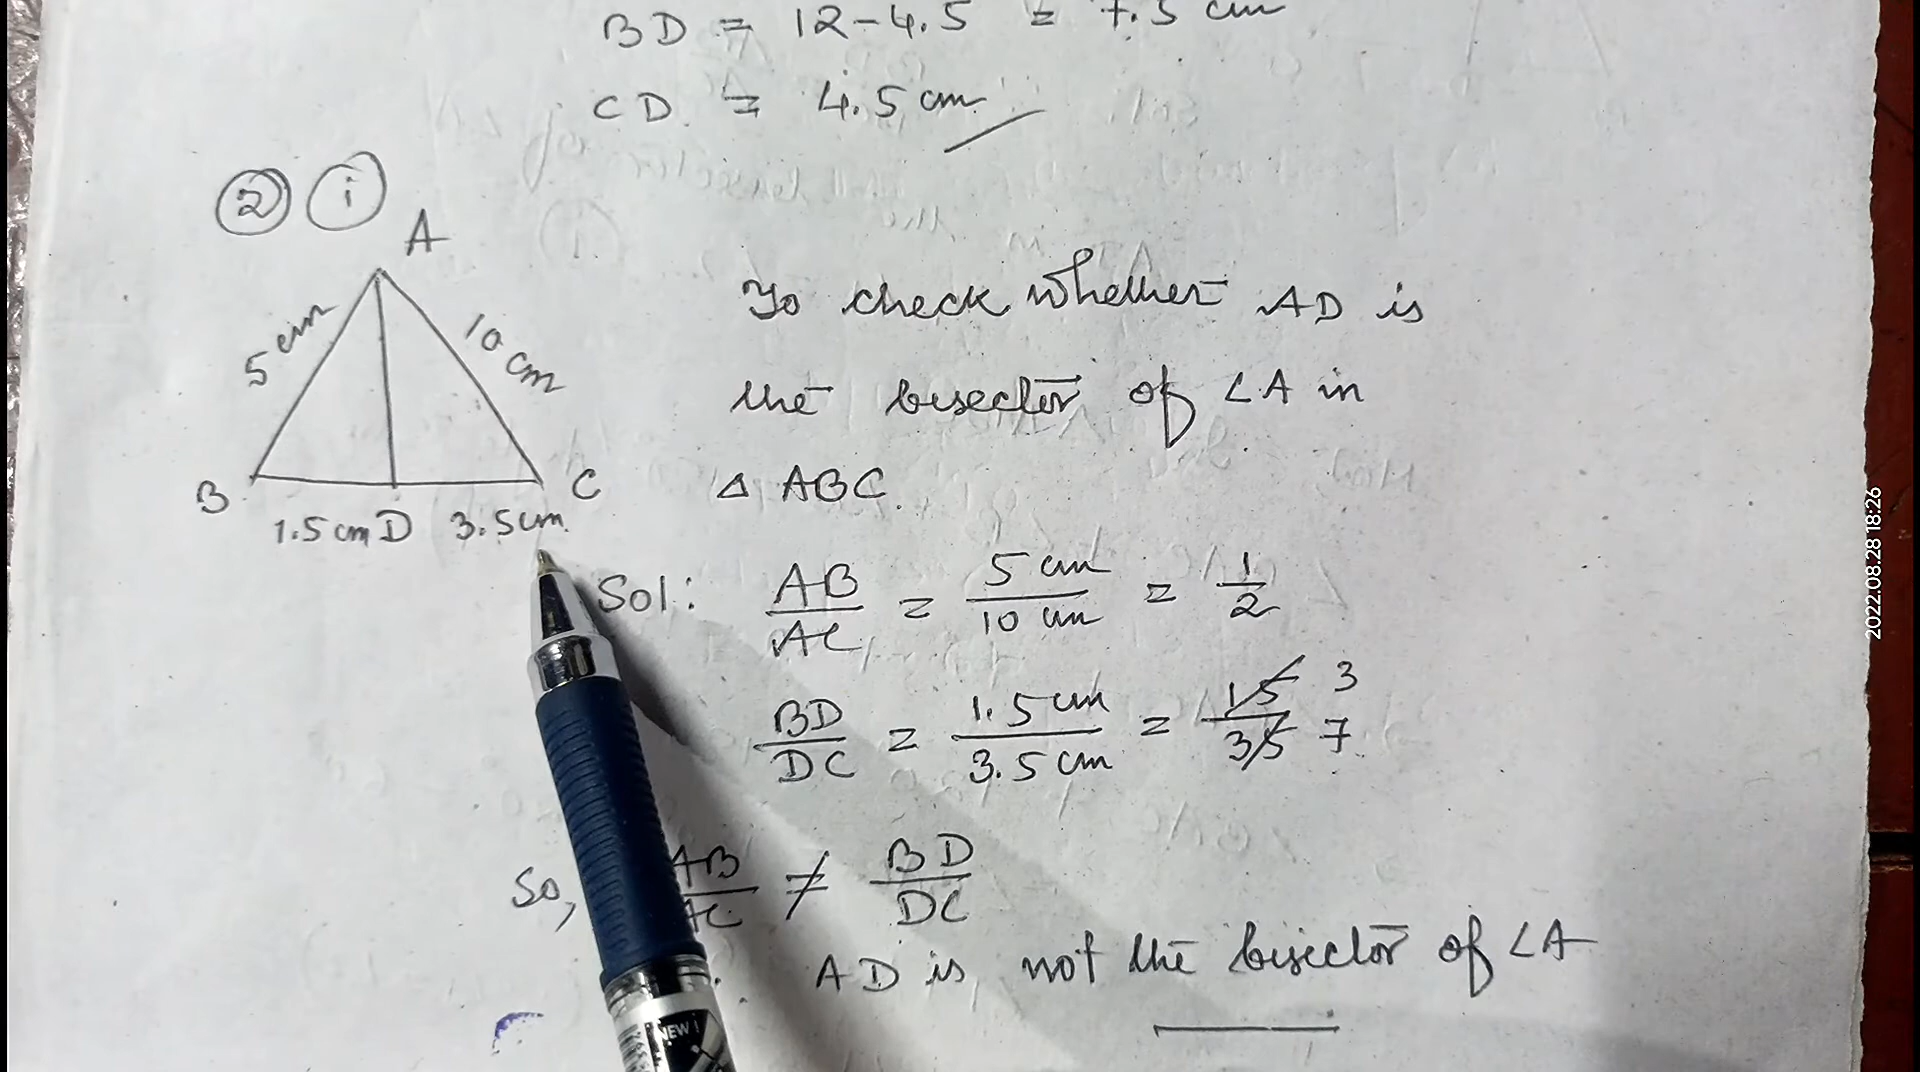 BD = 12 - 4.5 = 7.5 cm
CD = 4.5 cm
2 i
A
5 cm
10 cm
B
C
1.5 cm D 3.5 cm
To check whether AD is
the bisector of ∠A in
△ ABC.
Sol: AB/AC = 5 cm/10 cm = 1/2
BD/DC = 1.5 cm/3.5 cm = 15/35 3/7
So, AB/AC ≠ BD/DC
AD is not the bisector of ∠A
NEW!
2022.08.28 18:26